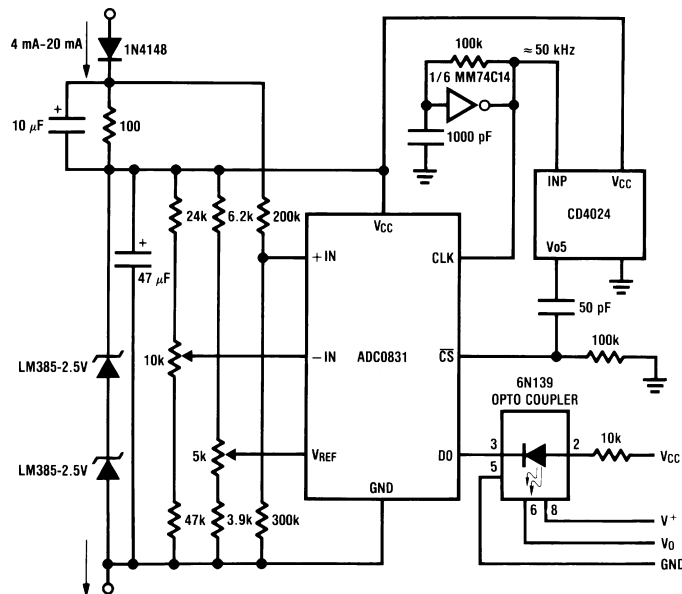 4 mA-20 mA
1N4148
10 μF
+
100
100k
≈ 50 kHz
1/6 MM74C14
1000 pF
INP
VCC
CD4024
VO5
24k
6.2k
200k
+
47 μF
VCC
+IN
CLK
50 pF
LM385-2.5V
10k
−IN
ADC0831
CS
100k
6N139
OPTO COUPLER
LM385-2.5V
5k
VREF
DO
3
2
10k
VCC
5
GND
6
8
47k
3.9k
300k
V+
VO
GND